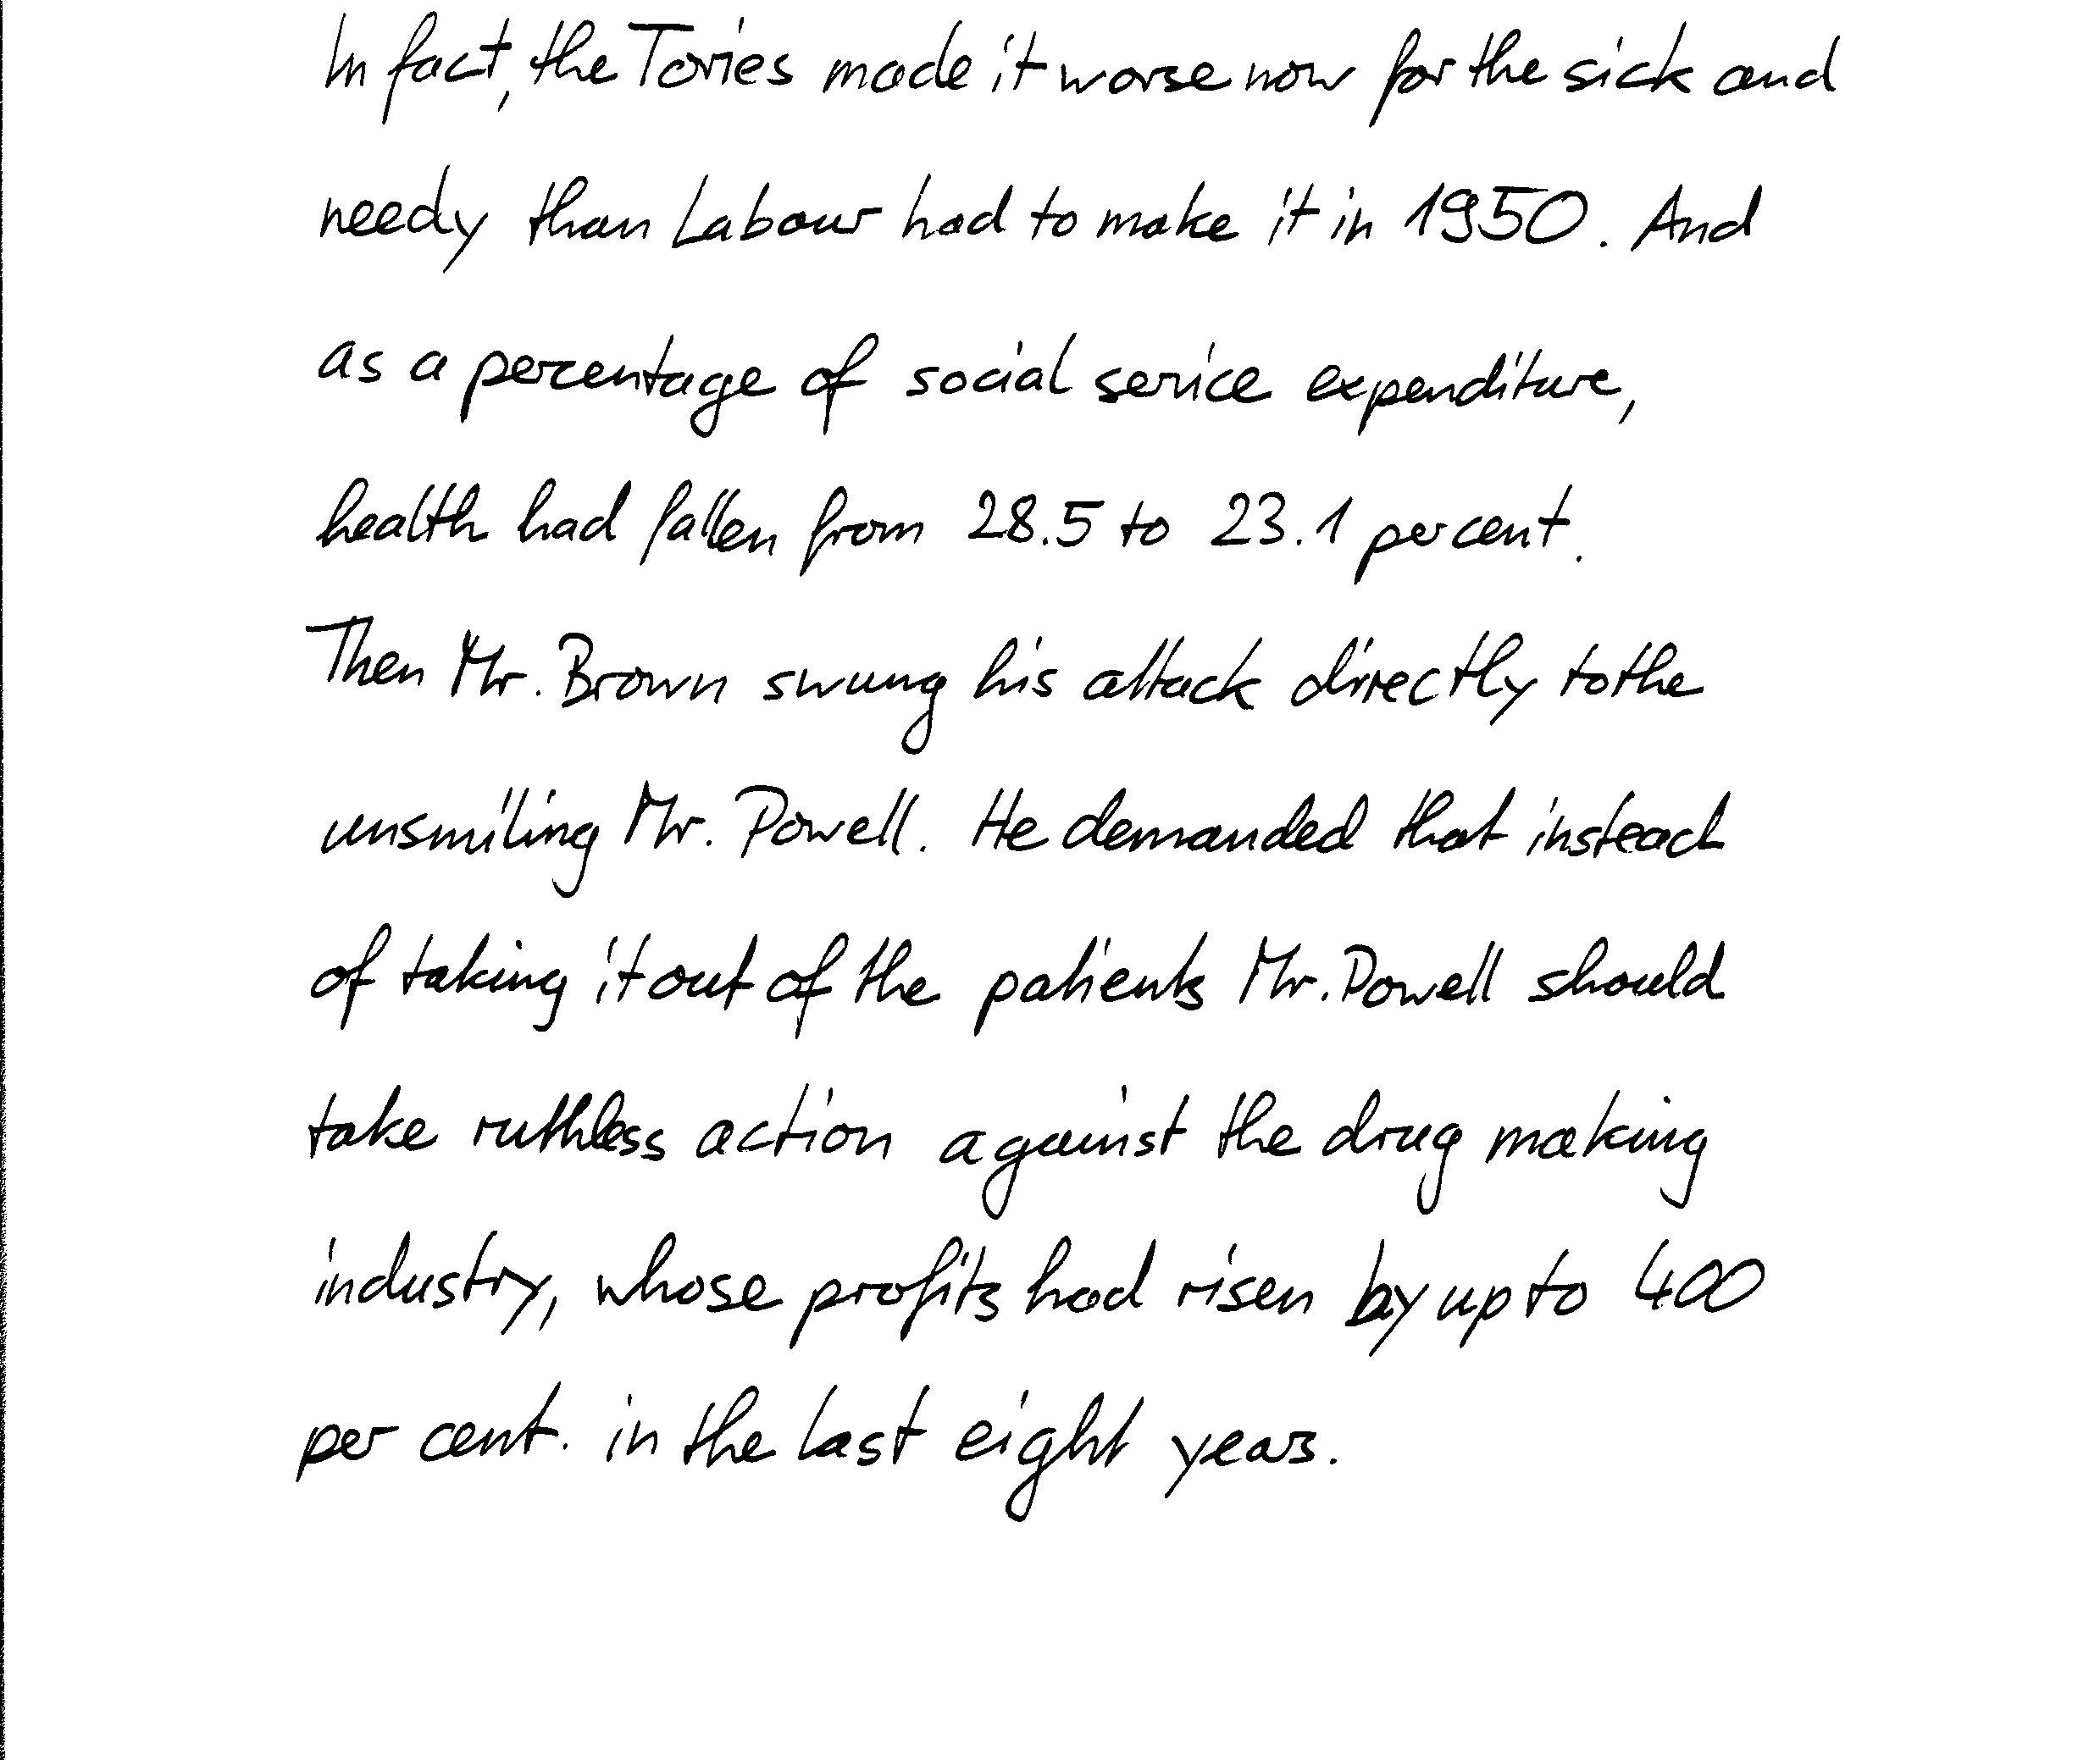 In fact, the Tories made it worse now for the sick and
needy than Labour had to make it in 1950. And
as a percentage of social service expenditure,
health had fallen from 28.5 to 23.1 percent.
Then Mr. Brown swung his attack directly to the
unsmiling Mr. Powell. He demanded that instead
of taking it out of the patients Mr. Powell should
take ruthless action against the drug making
industry, whose profits had risen by up to 400
per cent. in the last eight years.